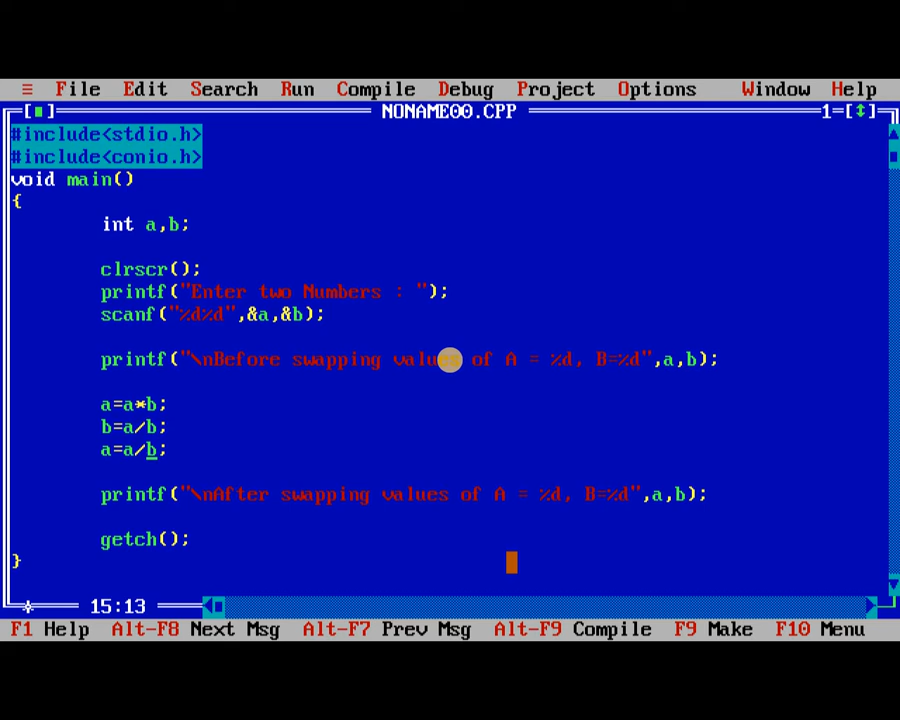 ≡ File Edit Search Run Compile Debug Project Options Window Help
[■] NONAME00.CPP 1=[↕]
#include<stdio.h>
#include<conio.h>
void main()
{
int a,b;
clrscr();
printf("Enter two Numbers : ");
scanf("%d%d",&a,&b);
printf("\nBefore swapping values of A = %d, B=%d",a,b);
a=a*b;
b=a/b;
a=a/b;
printf("\nAfter swapping values of A = %d, B=%d",a,b);
getch();
}
15:13
F1 Help Alt-F8 Next Msg Alt-F7 Prev Msg Alt-F9 Compile F9 Make F10 Menu